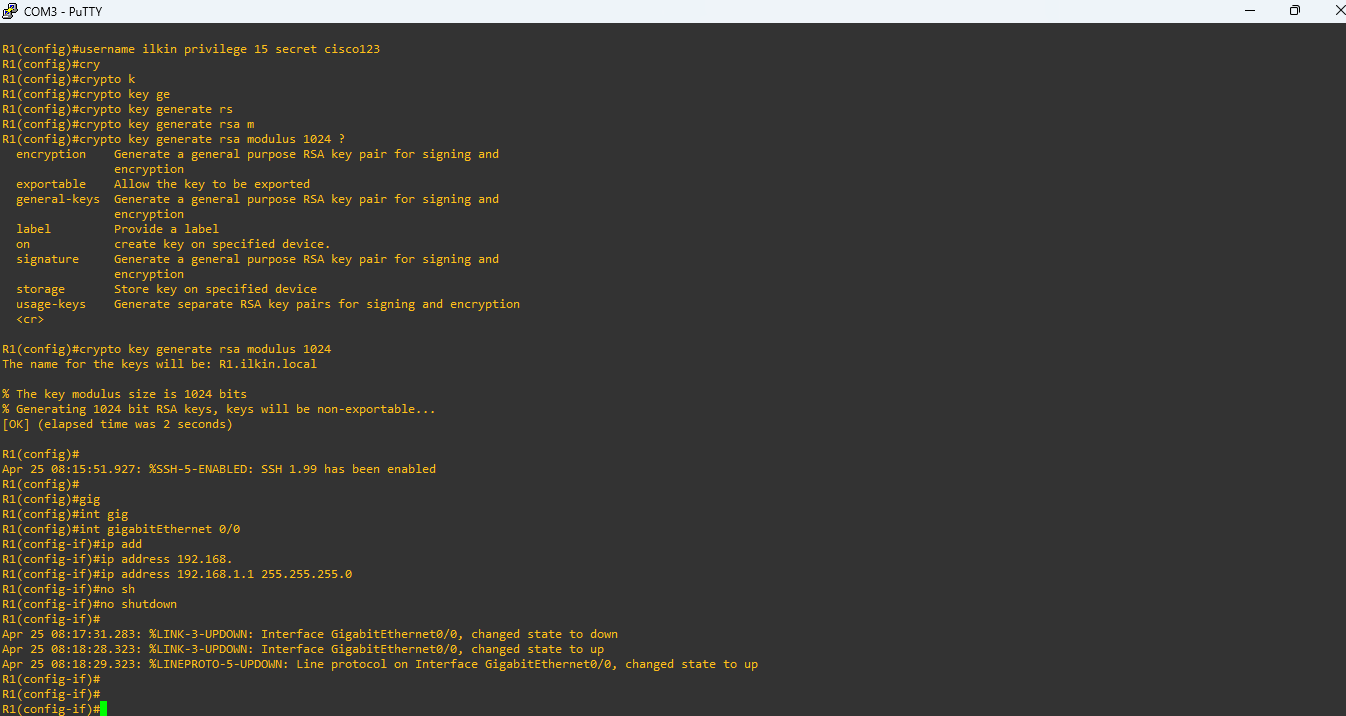 COM3 - PuTTY
R1(config)#username ilkin privilege 15 secret cisco123
R1(config)#cry
R1(config)#crypto k
R1(config)#crypto key ge
R1(config)#crypto key generate rs
R1(config)#crypto key generate rsa m
R1(config)#crypto key generate rsa modulus 1024 ?
  encryption    Generate a general purpose RSA key pair for signing and
                encryption
  exportable    Allow the key to be exported
  general-keys  Generate a general purpose RSA key pair for signing and
                encryption
  label         Provide a label
  on            create key on specified device.
  signature     Generate a general purpose RSA key pair for signing and
                encryption
  storage       Store key on specified device
  usage-keys    Generate separate RSA key pairs for signing and encryption
  <cr>
R1(config)#crypto key generate rsa modulus 1024
The name for the keys will be: R1.ilkin.local
% The key modulus size is 1024 bits
% Generating 1024 bit RSA keys, keys will be non-exportable...
[OK] (elapsed time was 2 seconds)
R1(config)#
Apr 25 08:15:51.927: %SSH-5-ENABLED: SSH 1.99 has been enabled
R1(config)#
R1(config)#gig
R1(config)#int gig
R1(config)#int gigabitEthernet 0/0
R1(config-if)#ip add
R1(config-if)#ip address 192.168.
R1(config-if)#ip address 192.168.1.1 255.255.255.0
R1(config-if)#no sh
R1(config-if)#no shutdown
R1(config-if)#
Apr 25 08:17:31.283: %LINK-3-UPDOWN: Interface GigabitEthernet0/0, changed state to down
Apr 25 08:18:28.323: %LINK-3-UPDOWN: Interface GigabitEthernet0/0, changed state to up
Apr 25 08:18:29.323: %LINEPROTO-5-UPDOWN: Line protocol on Interface GigabitEthernet0/0, changed state to up
R1(config-if)#
R1(config-if)#
R1(config-if)#